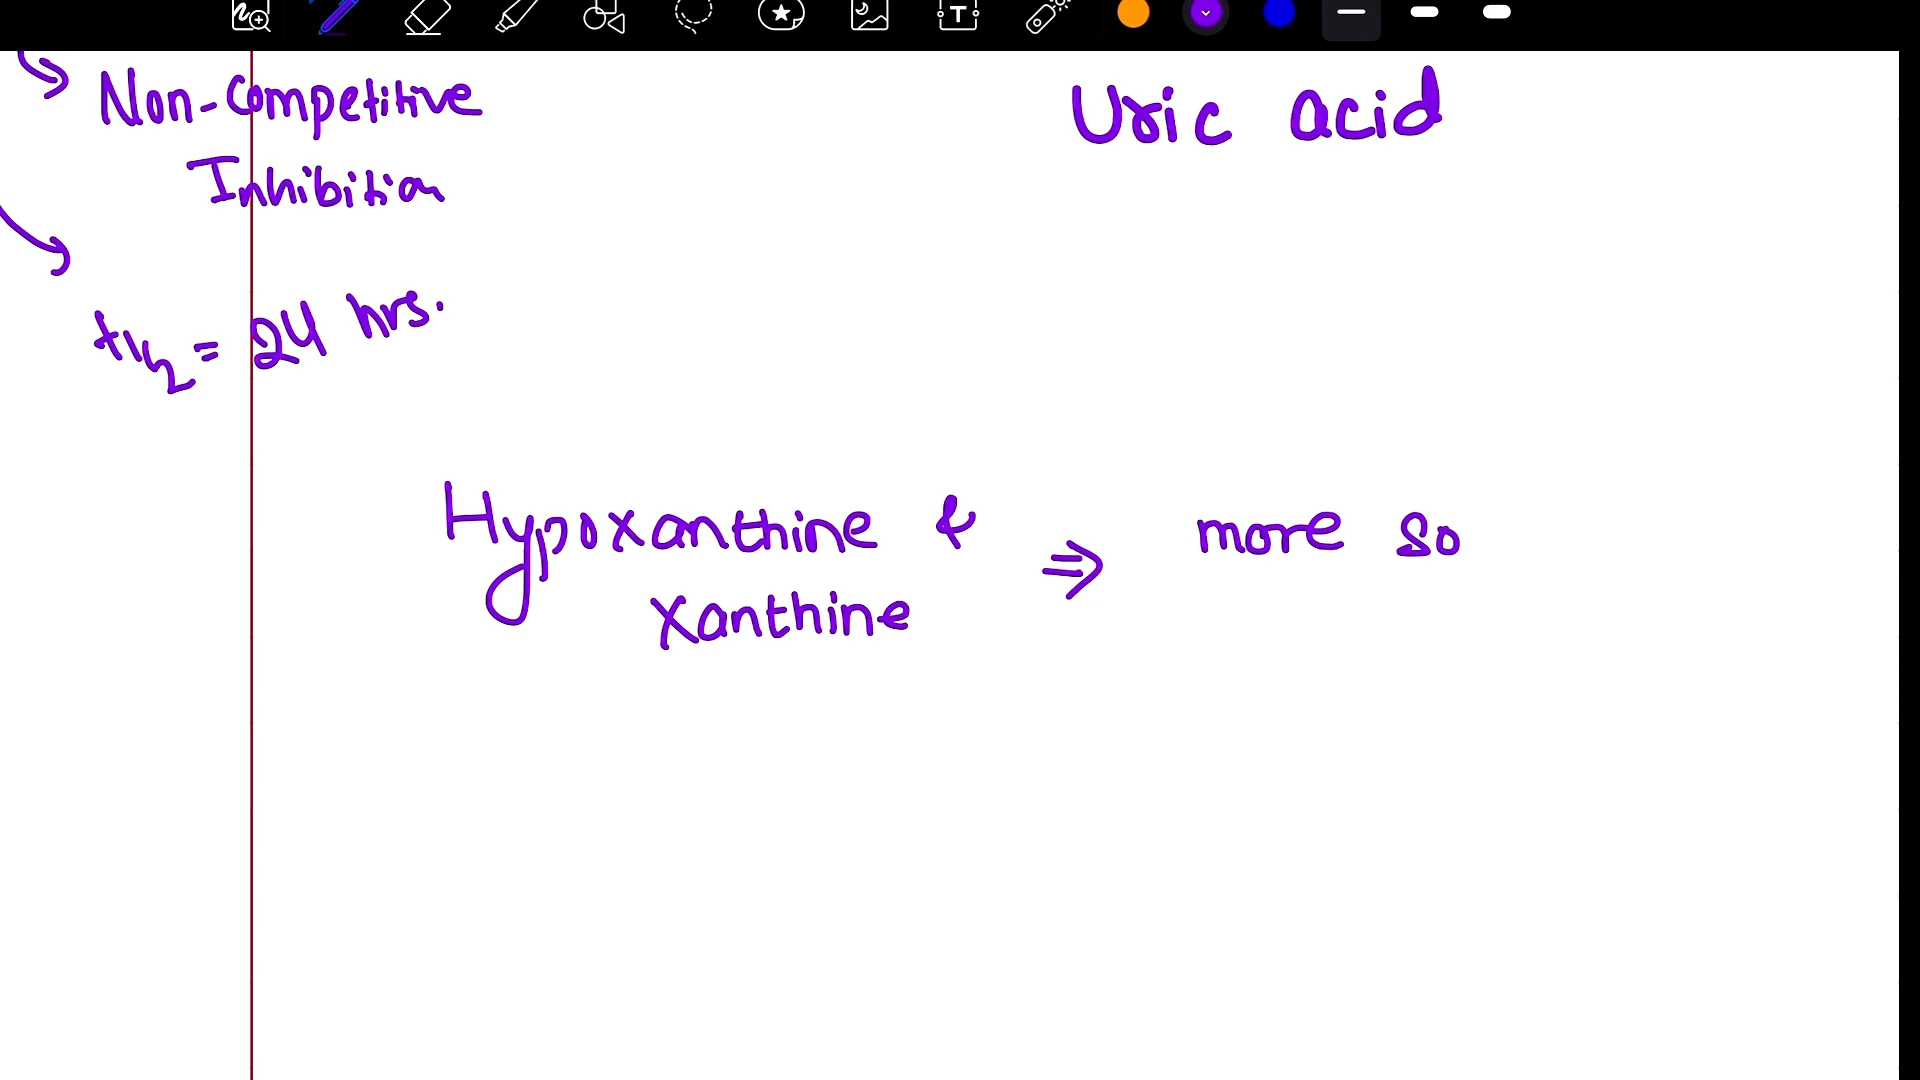 Non-Competitive
Inhibition
Uric acid
t1/2 = 24 hrs.
Hypoxanthine &
Xanthine
⇒ more so